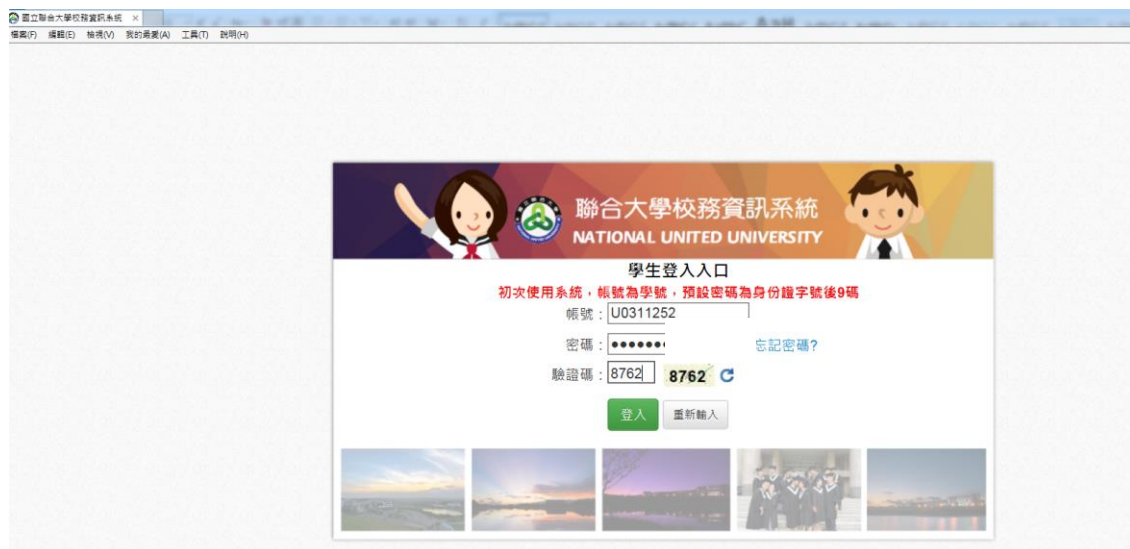 國立聯合大學校務資訊系統 ×
檔案(F) 編輯(E) 檢視(V) 我的最愛(A) 工具(T) 說明(H)
聯合大學校務資訊系統
NATIONAL UNITED UNIVERSITY
學生登入入口
初次使用系統，帳號為學號，預設密碼為身份證字號後9碼
帳號：U0311252
密碼：●●●●●● 忘記密碼?
驗證碼：8762 8762
登入 重新輸入